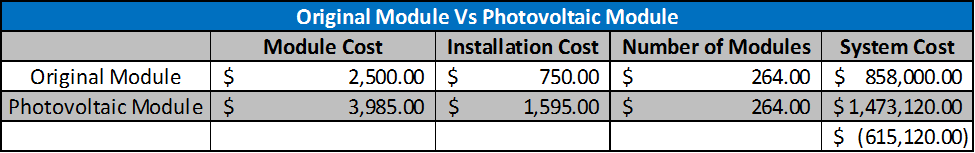 Original Module Vs Photovoltaic Module
Module Cost Installation Cost Number of Modules System Cost
Original Module $ 2,500.00 $ 750.00 $ 264.00 $ 858,000.00
Photovoltaic Module $ 3,985.00 $ 1,595.00 $ 264.00 $ 1,473,120.00
$ (615,120.00)